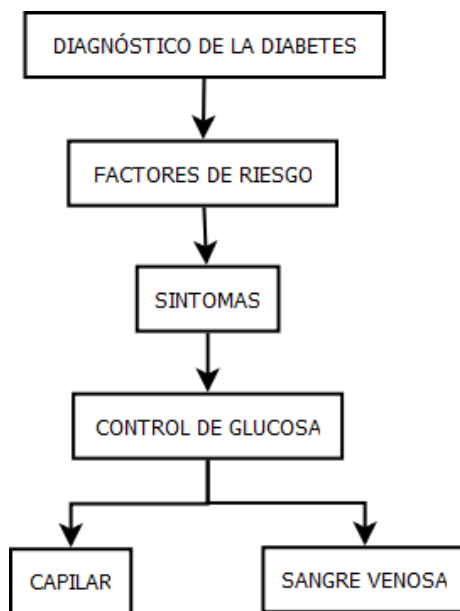 DIAGNÓSTICO DE LA DIABETES
FACTORES DE RIESGO
SINTOMAS
CONTROL DE GLUCOSA
CAPILAR
SANGRE VENOSA